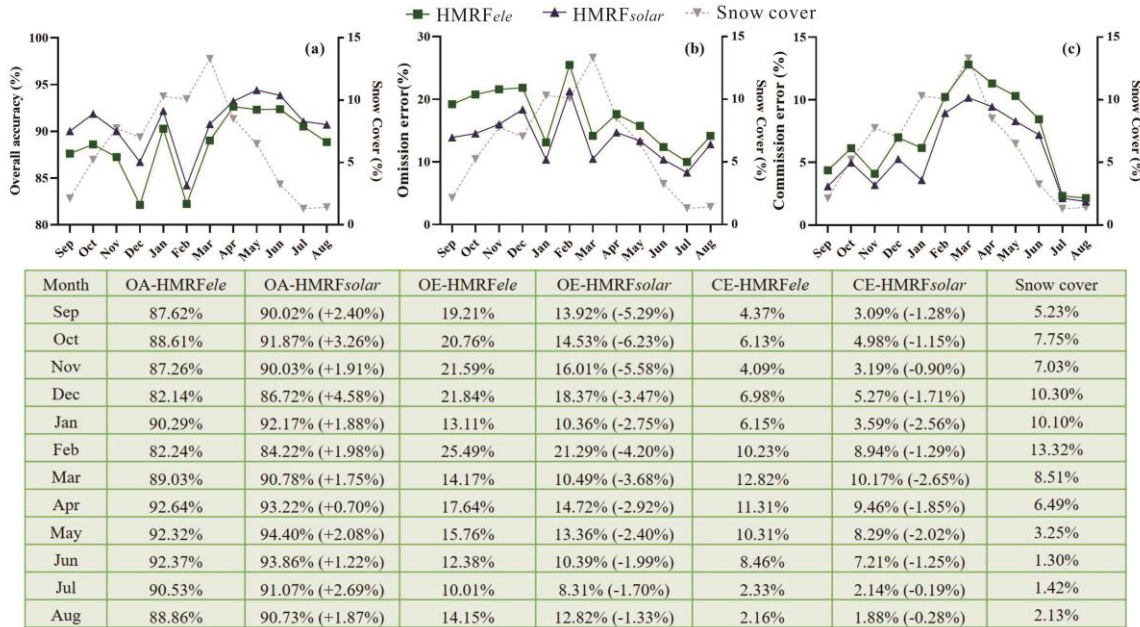 HMRFele HMRFsolar Snow cover
(a)
Overall accuracy (%)
100
95
90
85
80
15
10
5
0
Snow Cover (%)
Sep Oct Nov Dec Jan Feb Mar Apr May Jun Jul Aug
(b)
Omission error(%)
30
20
10
0
15
10
5
0
Snow Cover (%)
Sep Oct Nov Dec Jan Feb Mar Apr May Jun Jul Aug
(c)
Commission error(%)
15
10
5
0
15
10
5
0
Snow Cover (%)
Sep Oct Nov Dec Jan Feb Mar Apr May Jun Jul Aug
Month OA-HMRFele OA-HMRFsolar OE-HMRFele OE-HMRFsolar CE-HMRFele CE-HMRFsolar Snow cover
Sep 87.62% 90.02% (+2.40%) 19.21% 13.92% (-5.29%) 4.37% 3.09% (-1.28%) 5.23%
Oct 88.61% 91.87% (+3.26%) 20.76% 14.53% (-6.23%) 6.13% 4.98% (-1.15%) 7.75%
Nov 87.26% 90.03% (+1.91%) 21.59% 16.01% (-5.58%) 4.09% 3.19% (-0.90%) 7.03%
Dec 82.14% 86.72% (+4.58%) 21.84% 18.37% (-3.47%) 6.98% 5.27% (-1.71%) 10.30%
Jan 90.29% 92.17% (+1.88%) 13.11% 10.36% (-2.75%) 6.15% 3.59% (-2.56%) 10.10%
Feb 82.24% 84.22% (+1.98%) 25.49% 21.29% (-4.20%) 10.23% 8.94% (-1.29%) 13.32%
Mar 89.03% 90.78% (+1.75%) 14.17% 10.49% (-3.68%) 12.82% 10.17% (-2.65%) 8.51%
Apr 92.64% 93.22% (+0.70%) 17.64% 14.72% (-2.92%) 11.31% 9.46% (-1.85%) 6.49%
May 92.32% 94.40% (+2.08%) 15.76% 13.36% (-2.40%) 10.31% 8.29% (-2.02%) 3.25%
Jun 92.37% 93.86% (+1.22%) 12.38% 10.39% (-1.99%) 8.46% 7.21% (-1.25%) 1.30%
Jul 90.53% 91.07% (+2.69%) 10.01% 8.31% (-1.70%) 2.33% 2.14% (-0.19%) 1.42%
Aug 88.86% 90.73% (+1.87%) 14.15% 12.82% (-1.33%) 2.16% 1.88% (-0.28%) 2.13%